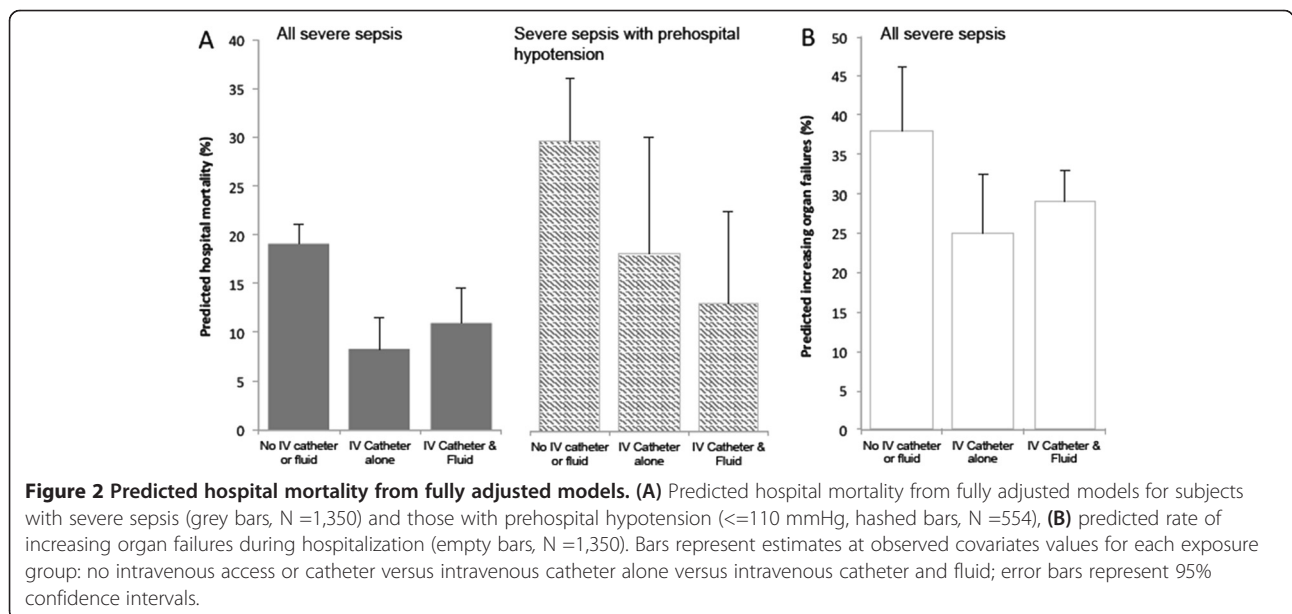 A
All severe sepsis
Severe sepsis with prehospital
hypotension
B
All severe sepsis
Predicted hospital mortality (%)
40
35
30
25
20
15
10
5
0
No IV catheter
or fluid
IV Catheter
alone
IV Catheter &
Fluid
No IV catheter
or fluid
IV Catheter
alone
IV Catheter &
Fluid
Predicted increasing organ failures (%)
50
45
40
35
30
25
20
15
10
5
0
No IV catheter
or fluid
IV Catheter
alone
IV Catheter &
Fluid
Figure 2 Predicted hospital mortality from fully adjusted models. (A) Predicted hospital mortality from fully adjusted models for subjects
with severe sepsis (grey bars, N =1,350) and those with prehospital hypotension (<=110 mmHg, hashed bars, N =554), (B) predicted rate of
increasing organ failures during hospitalization (empty bars, N =1,350). Bars represent estimates at observed covariates values for each exposure
group: no intravenous access or catheter versus intravenous catheter alone versus intravenous catheter and fluid; error bars represent 95%
confidence intervals.